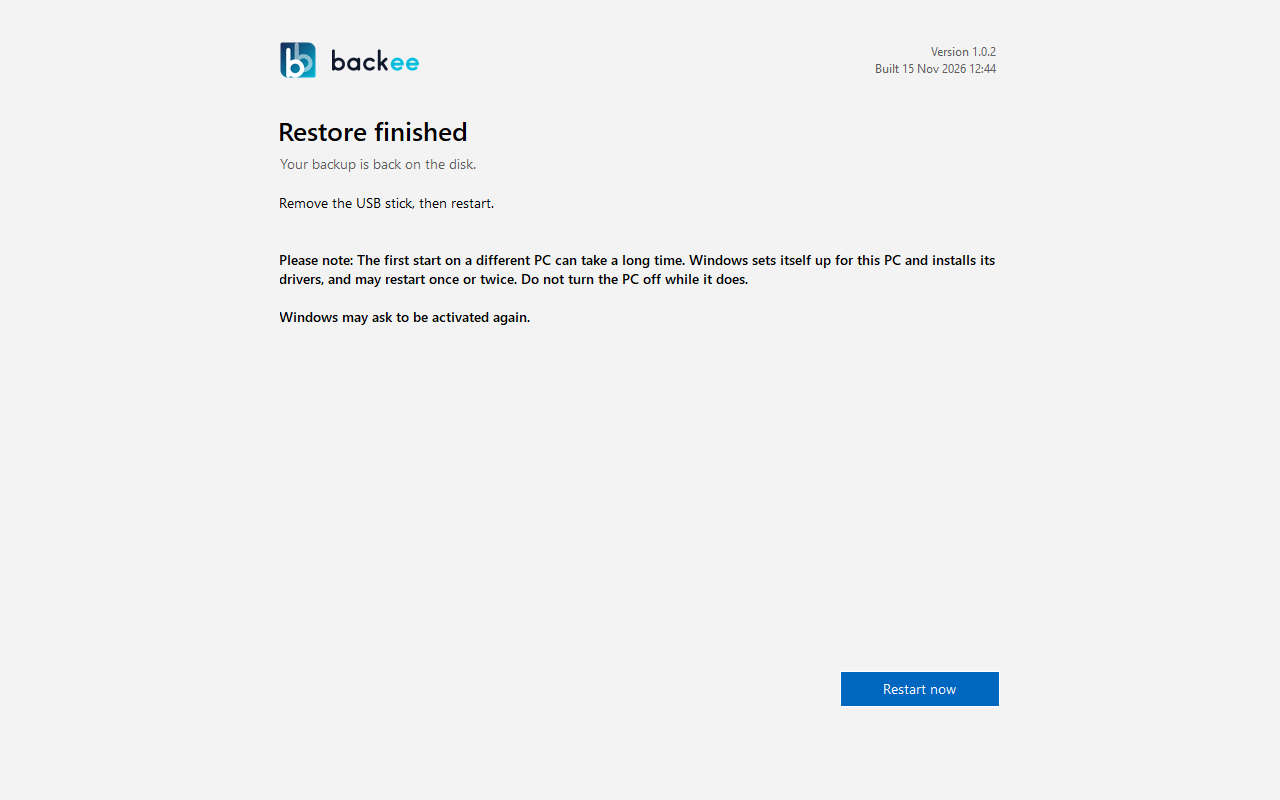 backee
Version 1.0.2
Built 15 Nov 2026 12:44
Restore finished
Your backup is back on the disk.
Remove the USB stick, then restart.
Please note: The first start on a different PC can take a long time. Windows sets itself up for this PC and installs its
drivers, and may restart once or twice. Do not turn the PC off while it does.
Windows may ask to be activated again.
Restart now